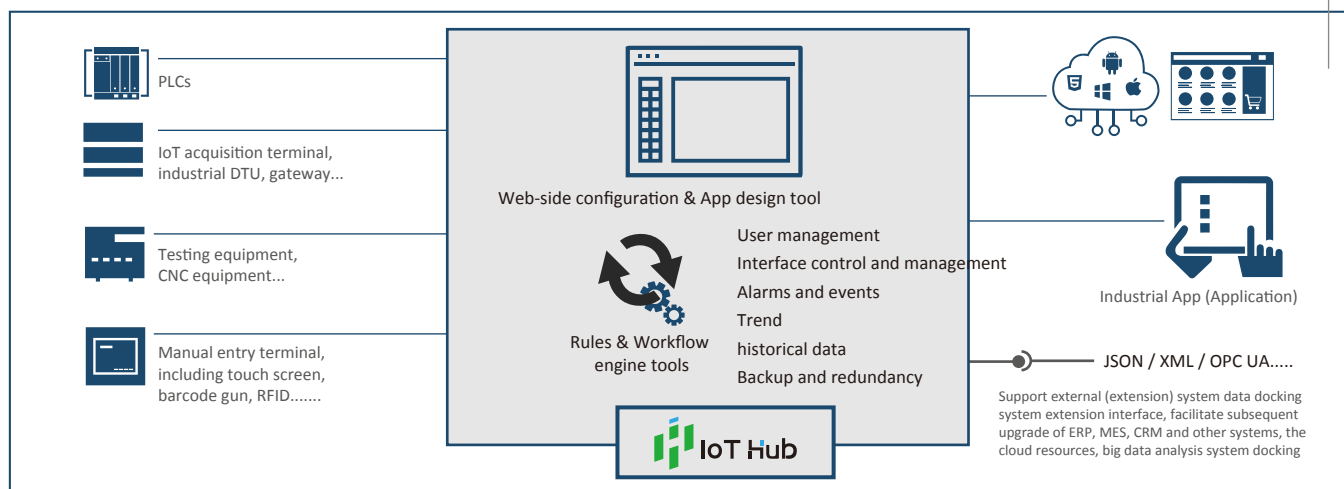 PLCs
IoT acquisition terminal,
industrial DTU, gateway...
Testing equipment,
CNC equipment...
Manual entry terminal,
including touch screen,
barcode gun, RFID.......
Web-side configuration & App design tool
Rules & Workflow
engine tools
User management
Interface control and management
Alarms and events
Trend
historical data
Backup and redundancy
IoT Hub
Industrial App (Application)
JSON / XML / OPC UA.....
Support external (extension) system data docking
system extension interface, facilitate subsequent
upgrade of ERP, MES, CRM and other systems, the
cloud resources, big data analysis system docking